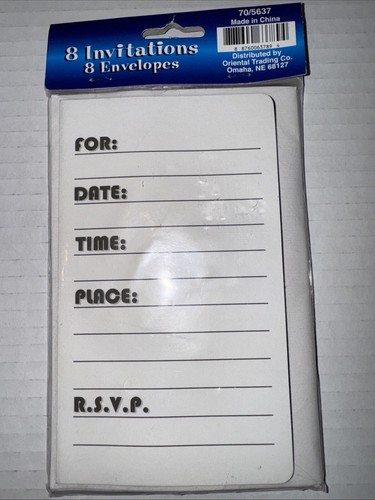 8 Invitations
8 Envelopes
70/5637
Made in China
Distributed by
Oriental Trading Co.
Omaha, NE 68127
FOR:
DATE:
TIME:
PLACE:
R.S.V.P.